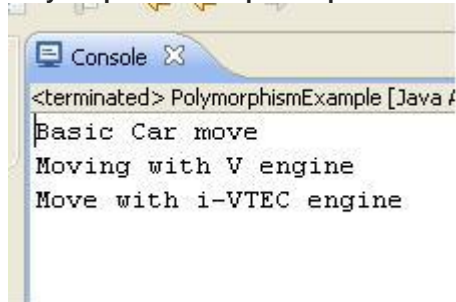 Console
<terminated> PolymorphismExample [Java
Basic Car move
Moving with V engine
Move with i-VTEC engine